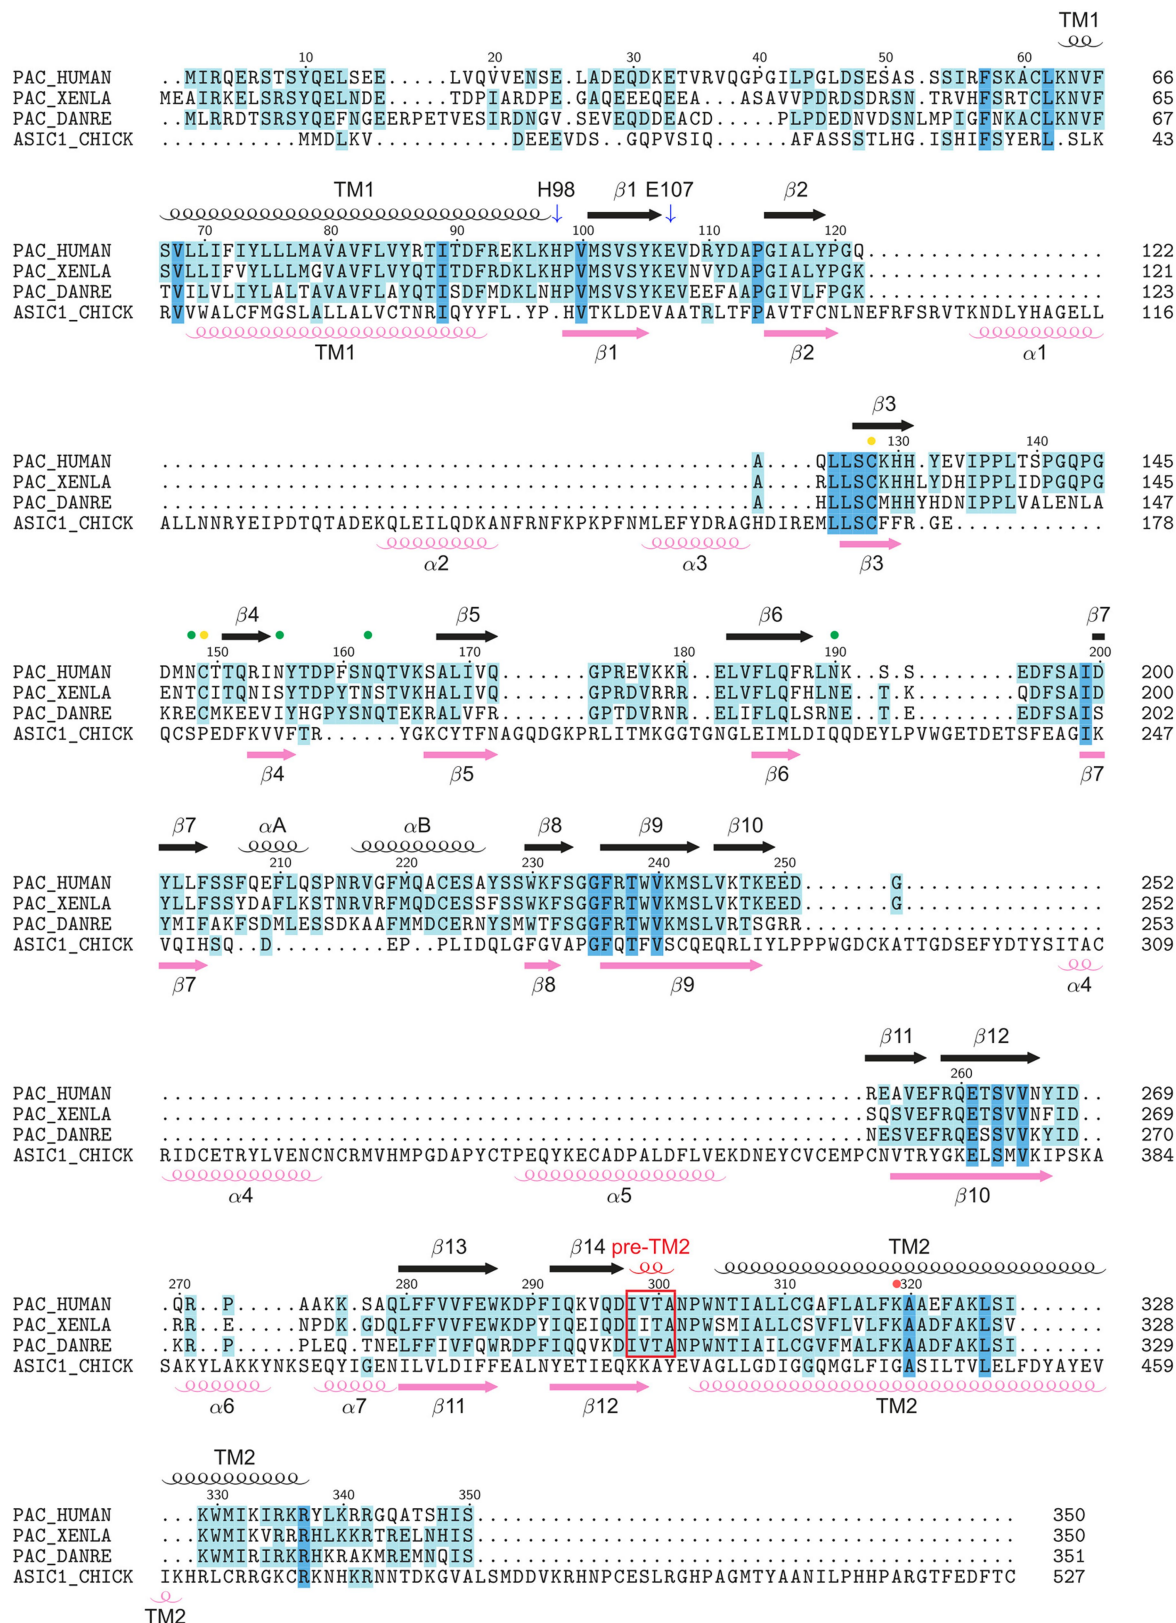 TM1
10 20 30 40 50 60
PAC_HUMAN ..MIRQERSTSYQELSEE.....LVQVVENSE.LADEQDKETVRVQGPGILPGLDSESAS.SSIRFSKACLKNVF 66
PAC_XENLA MEAIRKELSRSYQELNDE.....TDPIARDPE.GAQEEEQEEA...ASAVVPDRDSDRSN.TRVHFSRTCLKNVF 65
PAC_DANRE ..MLRRDTSRSYQEFNGEERPETVESIRDNGV.SEVEQDDEACD.....PLPDEDNVDSNLMPIGFNKACLKNVF 67
ASIC1_CHICK ...........MMDLKV...........DEEEVDS..GQPVSIQ......AFASSSTLHG.ISHIFSYERL.SLK 43
TM1 H98 β1 E107 β2
70 80 90 100 110 120
PAC_HUMAN SVLLIFIYLLLMAVAVFLVYRTITDFREKLKHPVMSVSYKEVDRYDAPGIALYPGQ................... 122
PAC_XENLA SVLLIFVYLLLMGVAVFLVYQTITDFRDKLKHPVMSVSYKEVNVYDAPGIALYPGK................... 121
PAC_DANRE TVILVLIYLALTAVAVFLAYQTISDFMDKLNHPVMSVSYKEVEEFAAPGIVLFPGK................... 123
ASIC1_CHICK RVVWALCFMGSLALLALVCTNRIQYYFL.YP.HVTKLDEVAATRLTFPAVTFCNLNEFRFSRVTKNDLYHAGELL 116
TM1 β1 β2 α1
β3
130 140
PAC_HUMAN ...............................................A....QLLSCKHH.YEVIPPLTSPGQPG 145
PAC_XENLA ...............................................A....RLLSCKHHLYDHIPPLIDPGQPG 145
PAC_DANRE ...............................................A....HLLSCMHHYHDNIPPLVALENLA 147
ASIC1_CHICK ALLNNRYEIPDTQTADEKQLEILQDKANFRNFKPKPFNMLEFYDRAGHDIREMLLSCFFR.GE............ 178
α2 α3 β3
β4 β5 β6 β7
150 160 170 180 190 200
PAC_HUMAN DMNCTTQRINYTDPFSNQTVKSALIVQ.......GPREVKKR.ELVFLQFRLNK..S.S........EDFSAID 200
PAC_XENLA ENTCITQNISYTDPYTNSTVKHALIVQ.......GPRDVRRR.ELVFLQFHLNE..T.K........QDFSAID 200
PAC_DANRE KRECMKEEVIYHGPYSNQTEKRALVFR.......GPTDVRNR.ELIFLQLSRNE..T.E........EDFSAIS 202
ASIC1_CHICK QCSPEDFKVVFTR......YGKCYTFNAGQDGKPRLITMKGGTGNGLEIMLDIQQDEYLPVWGETDETSFEAGIK 247
β4 β5 β6 β7
β7 αA αB β8 β9 β10
210 220 230 240 250
PAC_HUMAN YLLFSSFQEFLQSPNRVGFMQACESAYSSWKFSGGFRTWVKMSLVKTKEED.......G................ 252
PAC_XENLA YLLFSSYDAFLKSTNRVRFMQDCESSFSSWKFSGGFRTWVKMSLVKTKEED.......G................ 252
PAC_DANRE YMIFAKFSDMLESSDKAAFMMDCERNYSMWTFSGGFRTWVKMSLVRTSGRR........................ 253
ASIC1_CHICK VQIHSQ..D.........EP..PLIDQLGFGVAPGFQTFVSCQEQRLIYLPPPWGDCKATTGDSEFYDTYSITAC 309
β7 β8 β9 α4
β11 β12
260
PAC_HUMAN ........................................................REAVEFRQETSVVNYID.. 269
PAC_XENLA ........................................................SQSVEFRQETSVVNFID.. 269
PAC_DANRE ........................................................NESVEFRQESSVVKYID.. 270
ASIC1_CHICK RIDCETRYLVENCNCRMVHMPGDAPYCTPEQYKECADPALDFLVEKDNEYCVCEMPCNVTRYGKELSMVKIPSKA 384
α4 α5 β10
β13 β14 pre-TM2 TM2
270 280 290 300 310 320
PAC_HUMAN .QR..P.....AAKK.SAQLFFVVFEWKDPFIQKVQDIVTANPWNTIALLCGAFLALFKAAEFAKLSI....... 328
PAC_XENLA .RR..E.....NPDK.GDQLFFVVFEWKDPYIQEIQDIITANPWSMIALLCSVFLVLFKAADFAKLSV....... 328
PAC_DANRE .KR..P.....PLEQ.TNELFFVIFQWRDPFIQQVKDIVTANPWNTIAILCGVFMALFKAADFAKLSI....... 329
ASIC1_CHICK SAKYLAKKYNKSEQYIGENILVLDIFFEALNYETIEQKKAYEVAGLLGDIGGQMGLFIGASILTVLELFDYAYEV 459
α6 α7 β11 β12 TM2
TM2
330 340 350
PAC_HUMAN ...KWMIKIRKRYLKRRGQATSHIS.......................................... 350
PAC_XENLA ...KWMIKVRRRHLKKRTRELNHIS.......................................... 350
PAC_DANRE ...KWMIRIRKRHKRAKMREMNQIS.......................................... 351
ASIC1_CHICK IKHRLCRRGKCRKNHKRNNTDKGVALSMDDVKRHNPCESLRGHPAGMTYAANILPHHPARGTFEDFTC 527
TM2